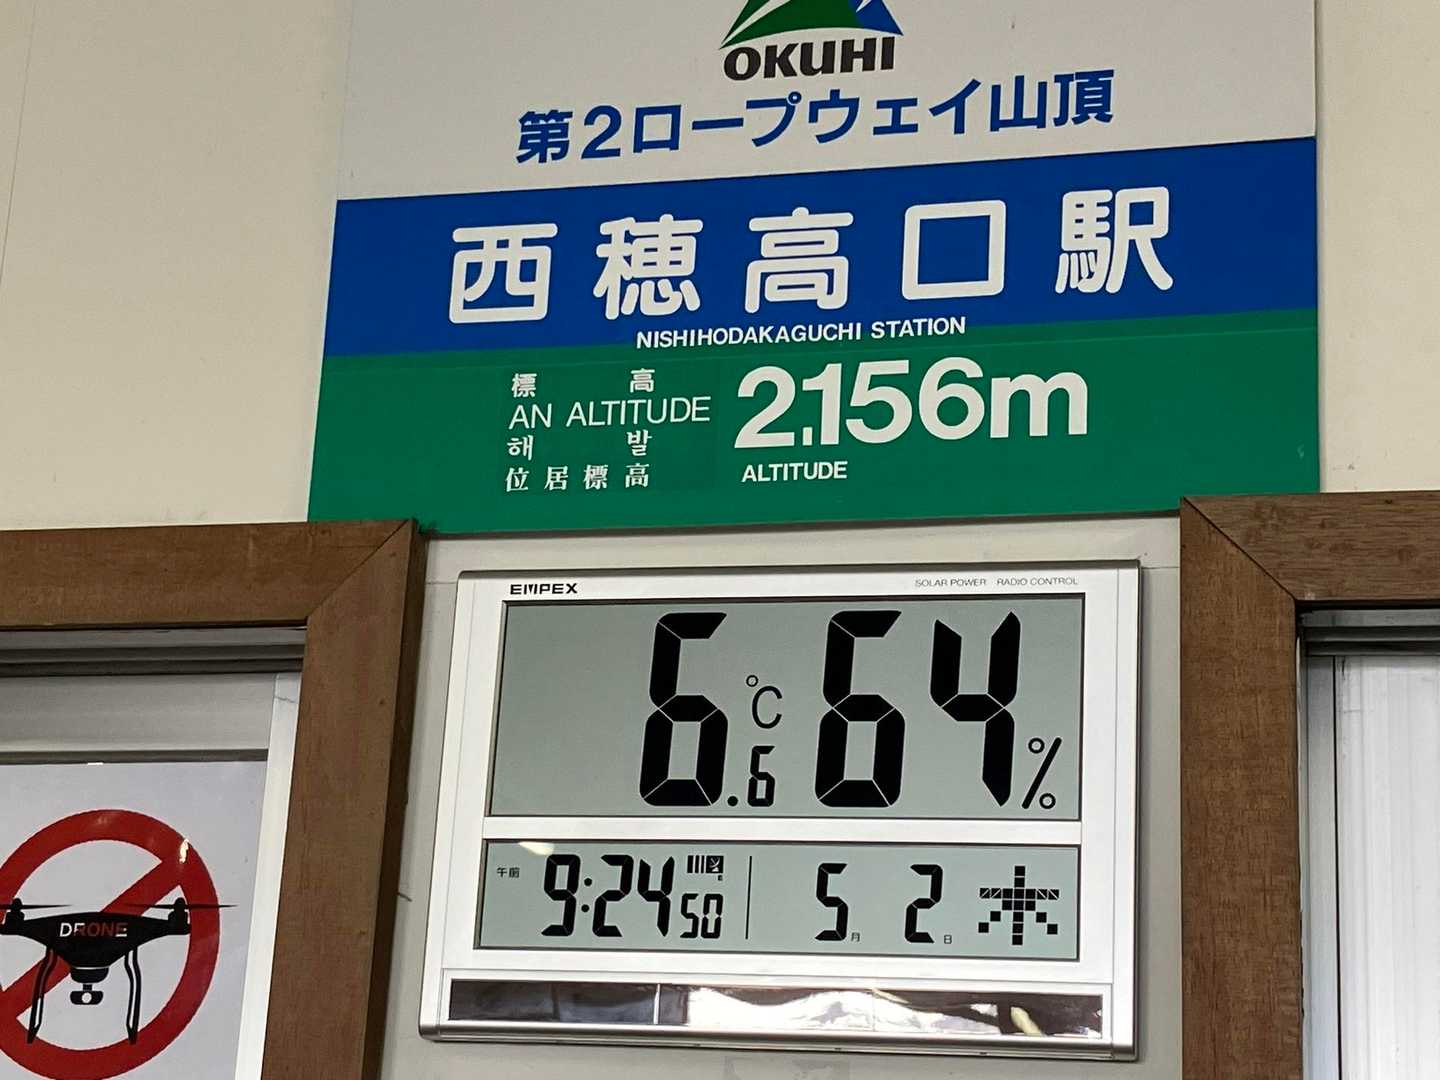 OKUHI
第2ロープウェイ山頂
西穂高口駅
NISHIHODAKAGUCHI STATION
標高
AN ALTITUDE
해발
位居標高
2.156m
ALTITUDE
EMPEX
SOLAR POWER RADIO CONTROL
6.6℃ 64%
午前 9:24 50
5月 2日 木
DRONE